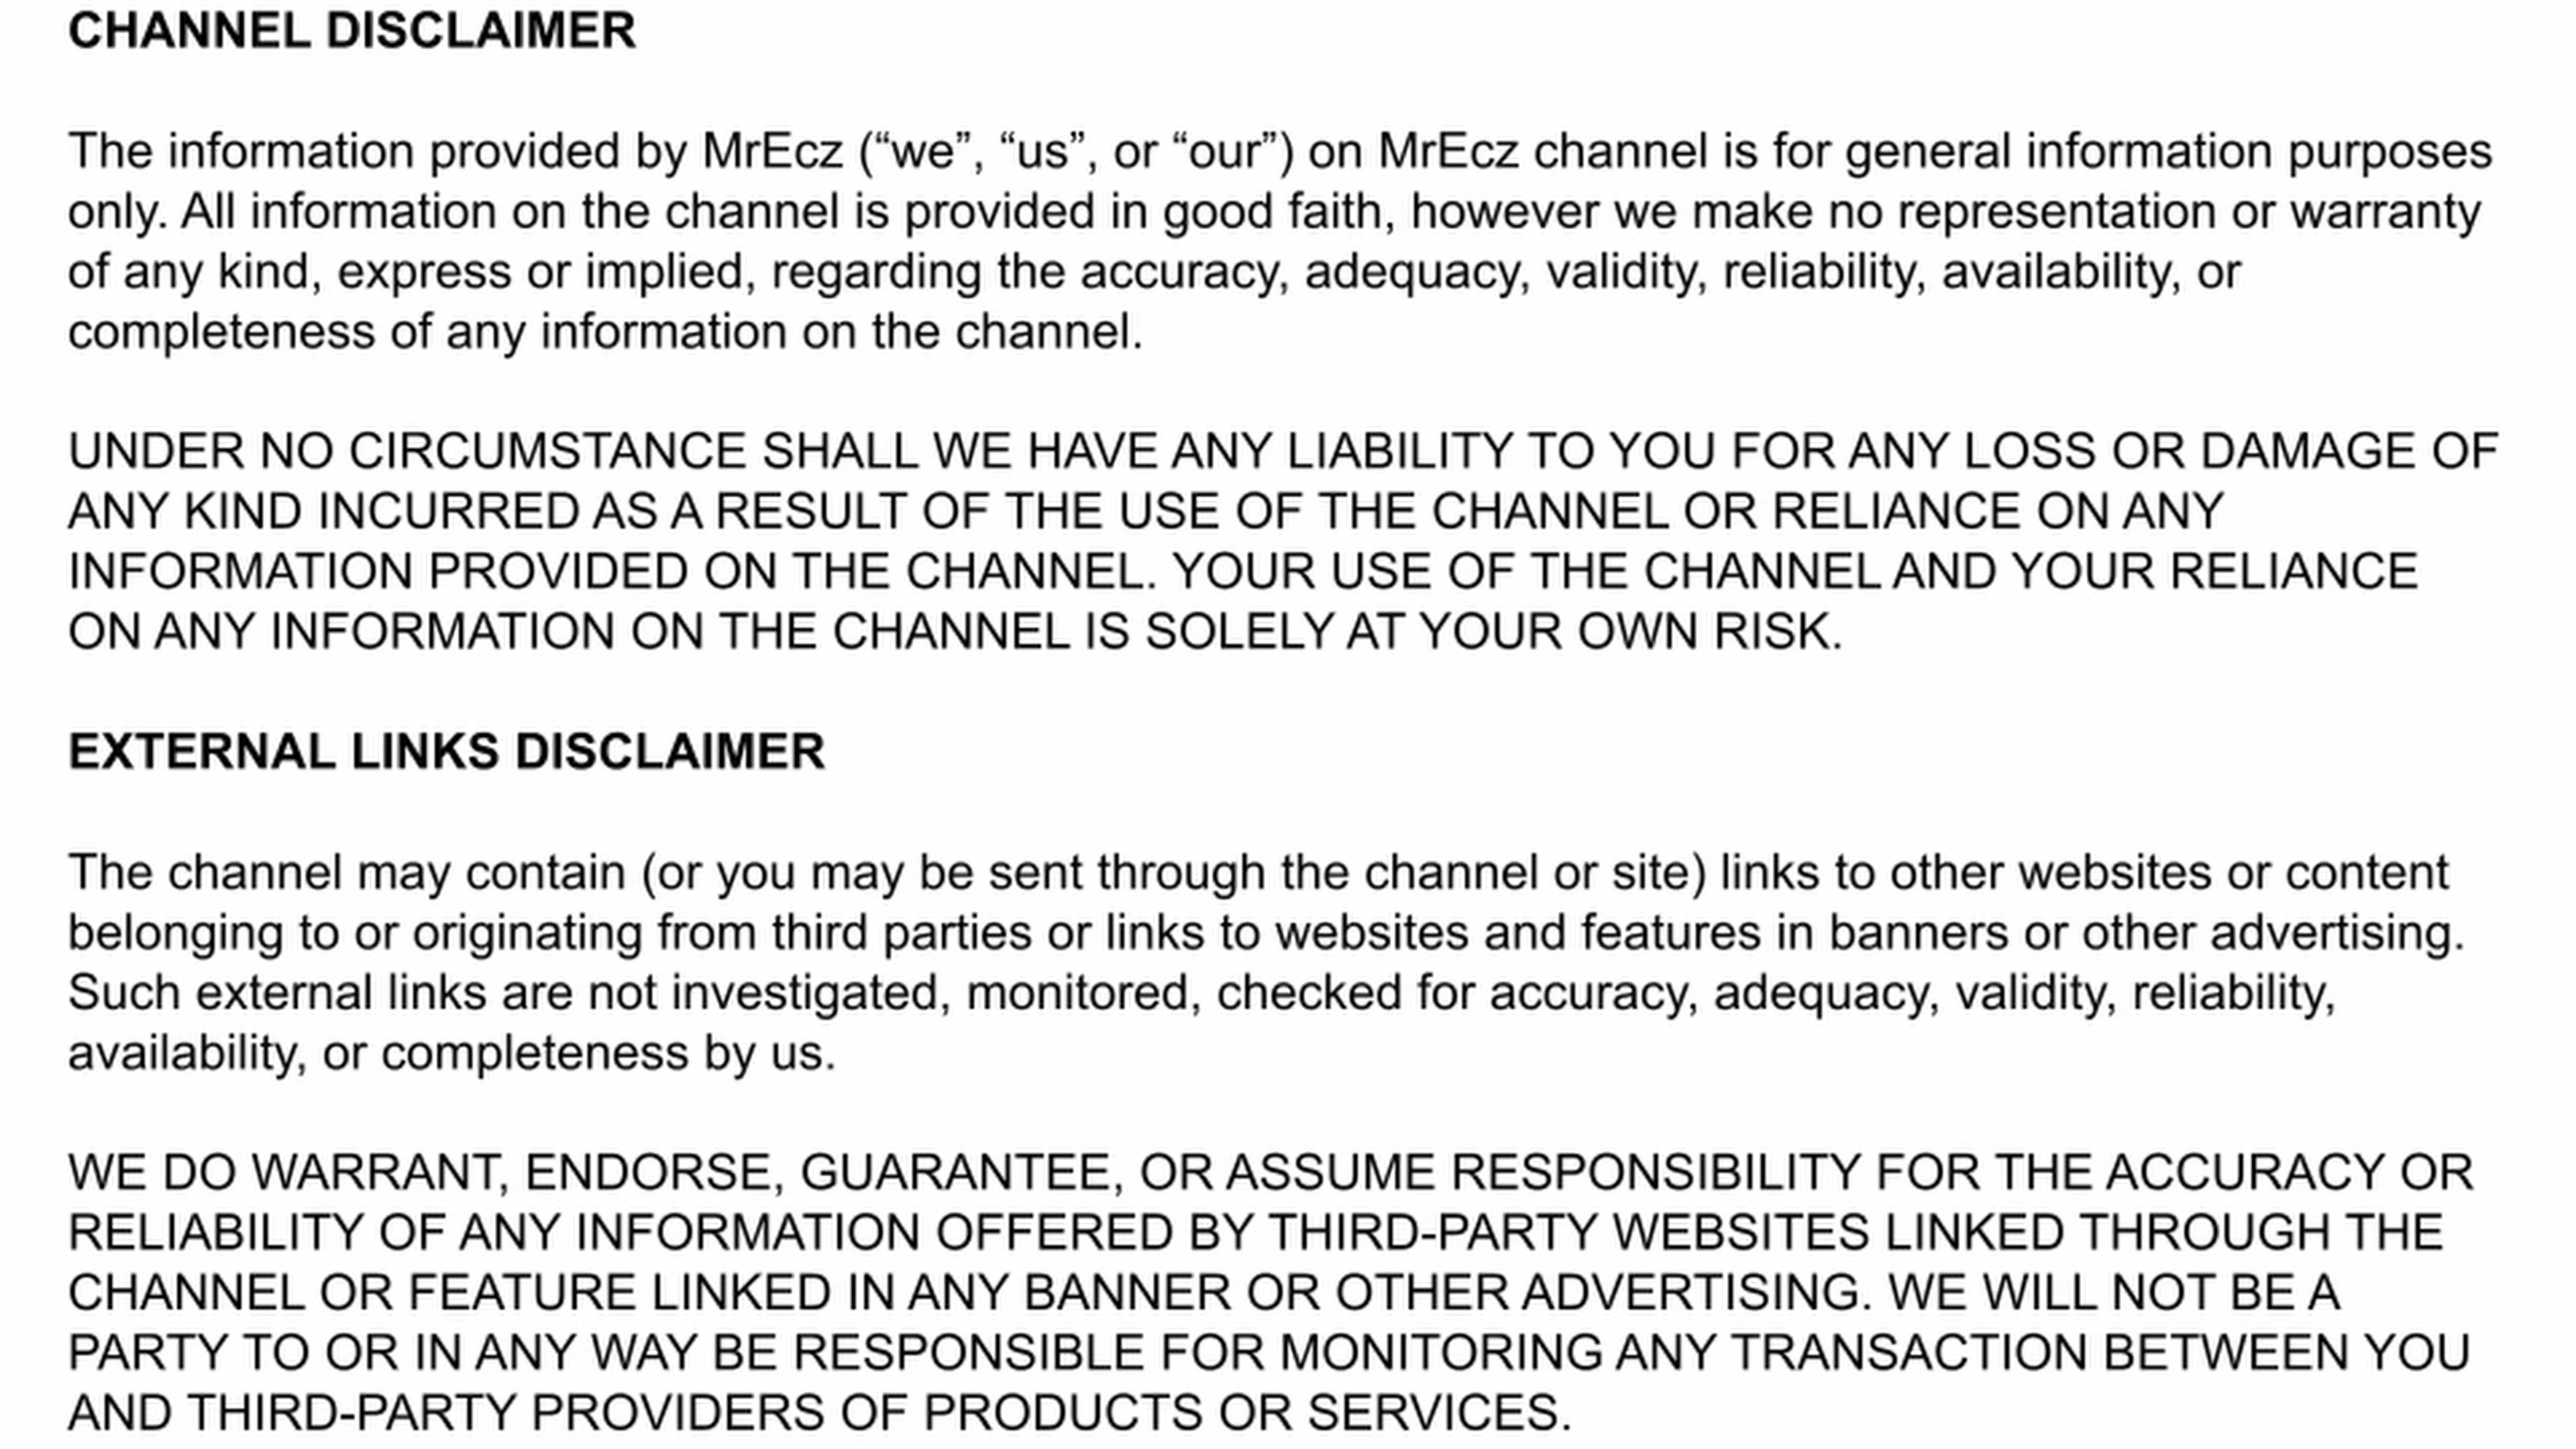 CHANNEL DISCLAIMER
The information provided by MrEcz (“we”, “us”, or “our”) on MrEcz channel is for general information purposes
only. All information on the channel is provided in good faith, however we make no representation or warranty
of any kind, express or implied, regarding the accuracy, adequacy, validity, reliability, availability, or
completeness of any information on the channel.
UNDER NO CIRCUMSTANCE SHALL WE HAVE ANY LIABILITY TO YOU FOR ANY LOSS OR DAMAGE OF
ANY KIND INCURRED AS A RESULT OF THE USE OF THE CHANNEL OR RELIANCE ON ANY
INFORMATION PROVIDED ON THE CHANNEL. YOUR USE OF THE CHANNEL AND YOUR RELIANCE
ON ANY INFORMATION ON THE CHANNEL IS SOLELY AT YOUR OWN RISK.
EXTERNAL LINKS DISCLAIMER
The channel may contain (or you may be sent through the channel or site) links to other websites or content
belonging to or originating from third parties or links to websites and features in banners or other advertising.
Such external links are not investigated, monitored, checked for accuracy, adequacy, validity, reliability,
availability, or completeness by us.
WE DO WARRANT, ENDORSE, GUARANTEE, OR ASSUME RESPONSIBILITY FOR THE ACCURACY OR
RELIABILITY OF ANY INFORMATION OFFERED BY THIRD-PARTY WEBSITES LINKED THROUGH THE
CHANNEL OR FEATURE LINKED IN ANY BANNER OR OTHER ADVERTISING. WE WILL NOT BE A
PARTY TO OR IN ANY WAY BE RESPONSIBLE FOR MONITORING ANY TRANSACTION BETWEEN YOU
AND THIRD-PARTY PROVIDERS OF PRODUCTS OR SERVICES.